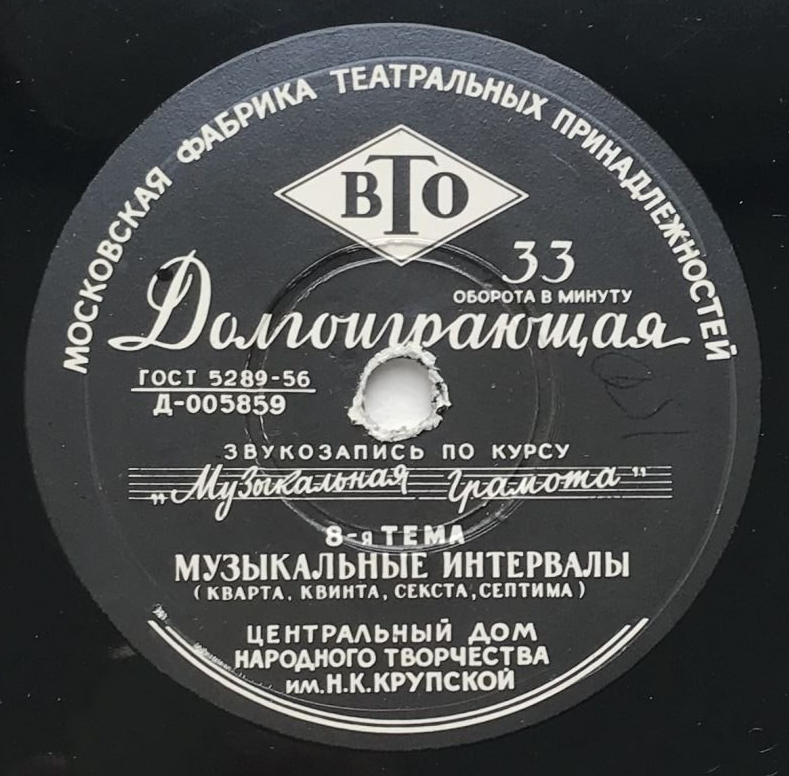 МОСКОВСКАЯ ФАБРИКА ТЕАТРАЛЬНЫХ ПРИНАДЛЕЖНОСТЕЙ
ВТО
33
ОБОРОТА В МИНУТУ
Долгоиграющая
ГОСТ 5289-56
Д-005859
ЗВУКОЗАПИСЬ ПО КУРСУ
„Музыкальная грамота"
8-я ТЕМА
МУЗЫКАЛЬНЫЕ ИНТЕРВАЛЫ
(КВАРТА, КВИНТА, СЕКСТА, СЕПТИМА)
ЦЕНТРАЛЬНЫЙ ДОМ
НАРОДНОГО ТВОРЧЕСТВА
им. Н.К.КРУПСКОЙ